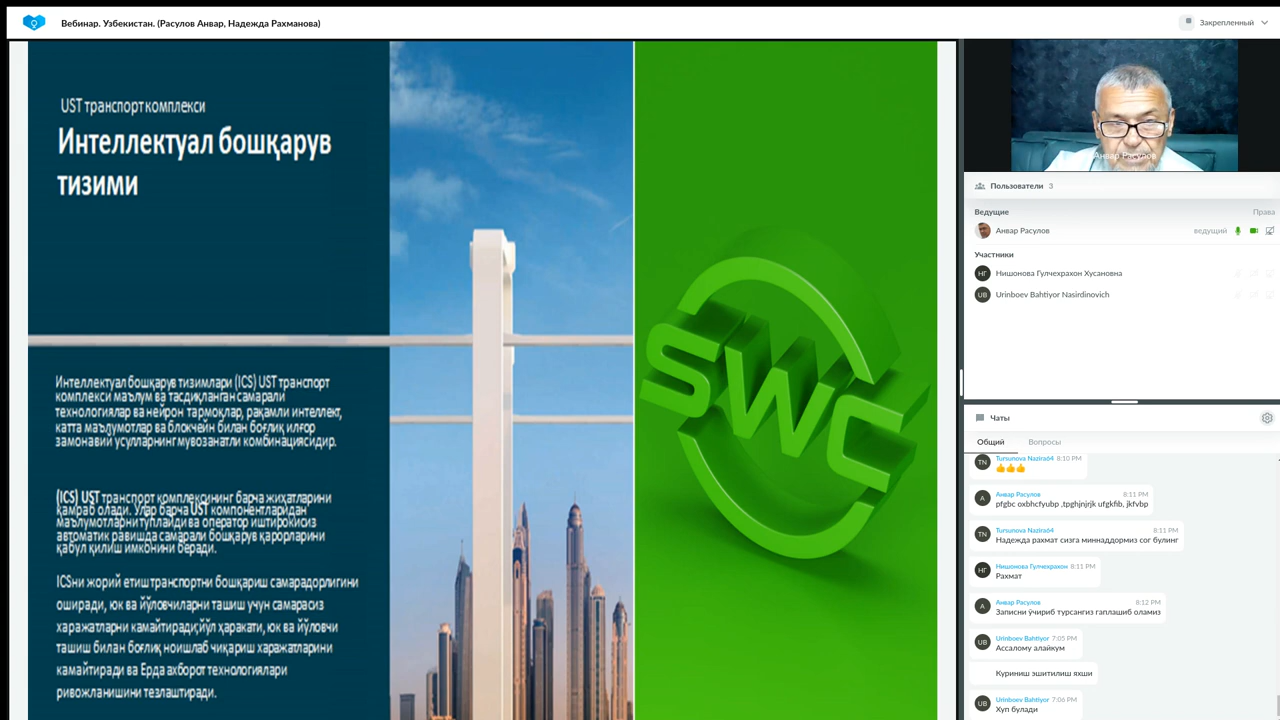 Вебинар. Узбекистан. (Расулов Анвар, Надежда Рахманова)
Закрепленный
UST транспорт комплекси
Интеллектуал бошқарув
тизими
Интеллектуал бошқарув тизимлари (ICS) UST транспорт
комплекси маълум ва тасдиқланган самарали
технологиялар ва нейрон тармоқлар, рақамли интеллект,
катта маълумотлар ва блокчейн билан боғлиқ илғор
замонавий усулларнинг мувозанатли комбинациясидир.
(ICS) UST транспорт комплексининг барча жиҳатларини
қамраб олади. Улар барча UST компонентларидан
маълумотларни туплайди ва оператор иштирокисиз
автоматик равишда самарали бошқарув қарорларини
қабул қилиш имконини беради.
ICSни жорий етиш транспортни бошқариш самарадорлигини
оширади, юк ва йўловчиларни ташиш учун самарасиз
харажатларни камайтиради; йўл ҳаракати, юк ва йўловчи
ташиш билан боғлиқ ноишлаб чиқариш харажатларини
камайтиради ва Ерда ахборот технологиялари
ривожланишини тезлаштиради.
SWC
Анвар Расулов
Пользователи 3
Ведущие Права
Анвар Расулов ведущий
Участники
НГ Нишонова Гулчехрахон Хусановна
UB Urinboev Bahtiyor Nasirdinovich
Чаты
Общий Вопросы
TN Tursunova Nazira64 8:10 PM
👍👍👍
A Анвар Расулов 8:11 PM
pfgbc oxbhcfyubp ,tpghjnjrjk ufgkfib, jkfvbp
TN Tursunova Nazira64 8:11 PM
Надежда рахмат сизга миннаддормиз сог булинг
НГ Нишонова Гулчехрахон 8:11 PM
Рахмат
A Анвар Расулов 8:12 PM
Записни ўчириб турсангиз гаплашиб оламиз
UB Urinboev Bahtiyor 7:05 PM
Ассалому алайкум
Куриниш эшитилиш яхши
UB Urinboev Bahtiyor 7:06 PM
Хуп булади